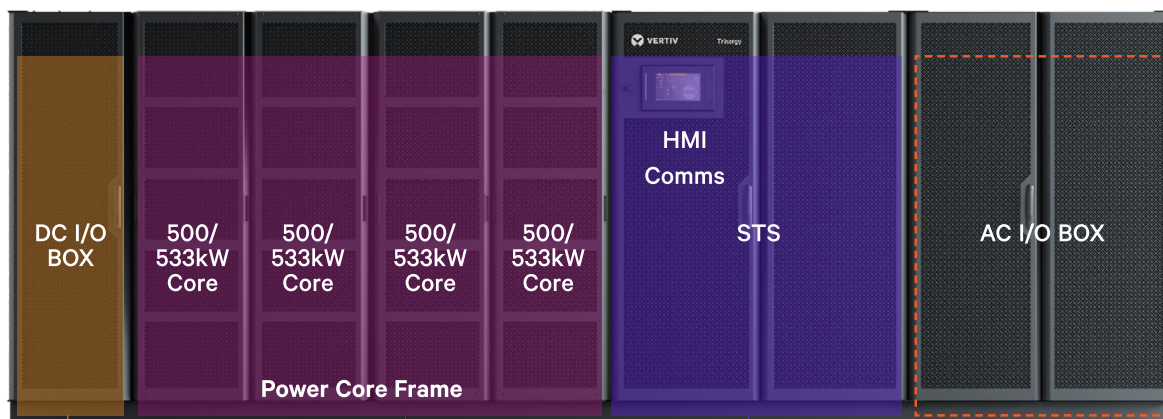 VERTIV
Trinergy
HMI
Comms
DC I/O
BOX
500/
533kW
Core
500/
533kW
Core
500/
533kW
Core
500/
533kW
Core
STS
AC I/O BOX
Power Core Frame